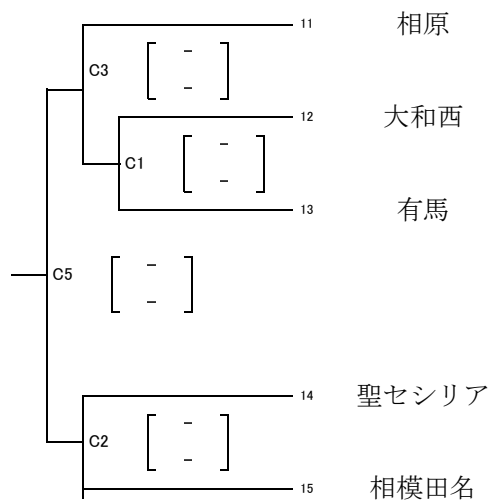 11 相原
C3 - -
12 大和西
C1 - -
13 有馬
C5 - -
14 聖セシリア
C2 - -
15 相模田名